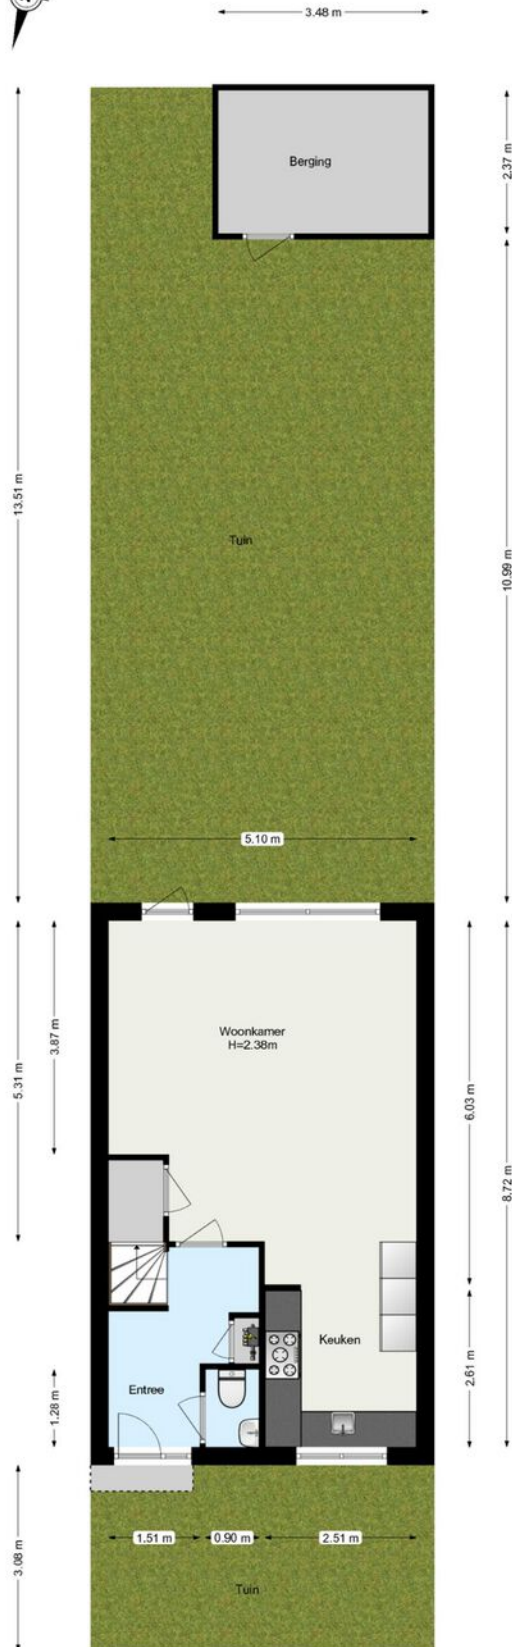 3.48 m
Berging
2.37 m
13.51 m
Tuin
10.99 m
5.10 m
Woonkamer
H=2.38m
3.87 m
5.31 m
6.03 m
8.72 m
Keuken
2.61 m
Entree
1.28 m
1.51 m
0.90 m
2.51 m
3.08 m
Tuin